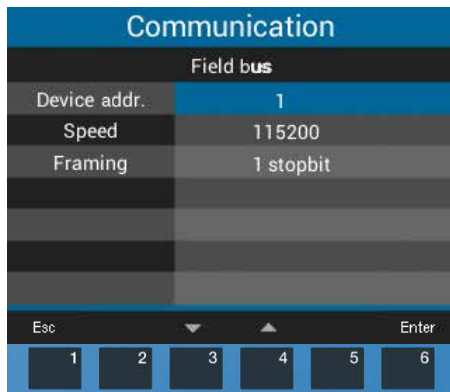 Communication
Field bus
Device addr. 1
Speed 115200
Framing 1 stopbit
Esc Enter
1 2 3 4 5 6